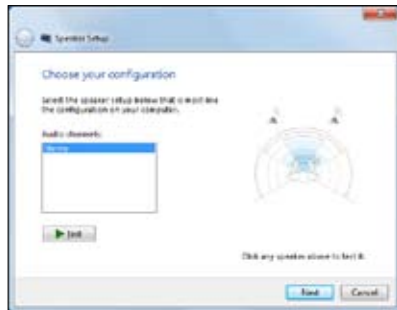 Speaker Setup
Choose your configuration
Select the speaker setup below that is most like
the configuration on your computer.
Audio channels:
Stereo
Test
Click any speaker above to test it.
Next
Cancel